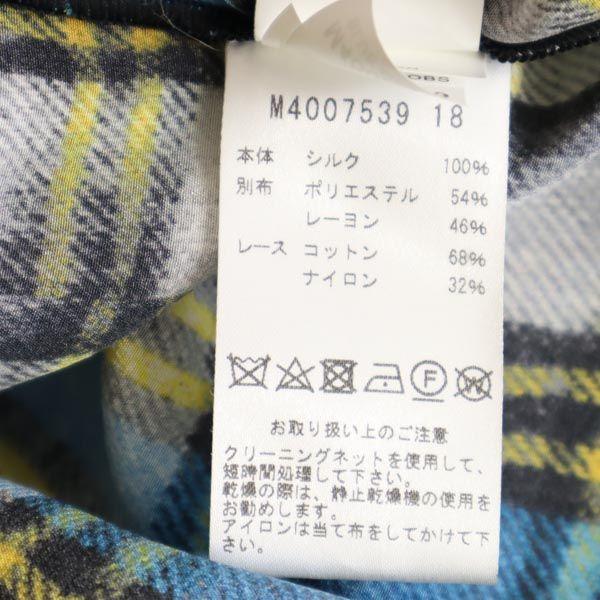 OBS
M4007539 18
本体 シルク 100%
別布 ポリエステル 54%
レーヨン 46%
レース コットン 68%
ナイロン 32%
F
W
お取り扱い上のご注意
クリーニングネットを使用して、
短時間処理して下さい。
乾燥の際は、静止乾燥機の使用を
お勧めします。
アイロンは当て布をしてかけて下
さい。